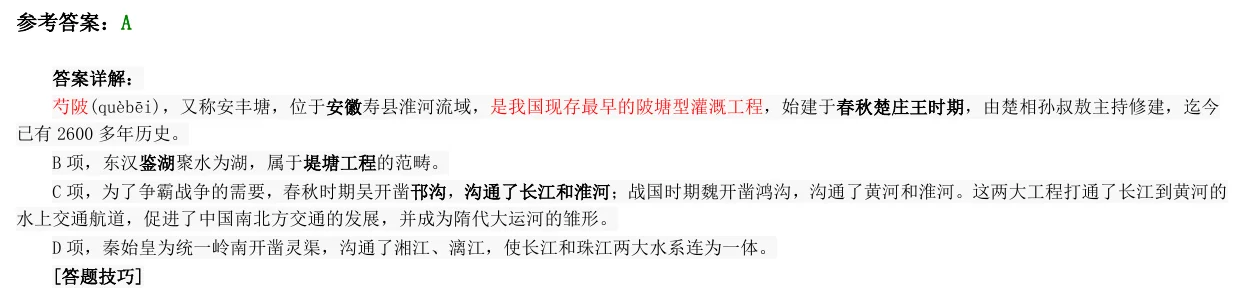 参考答案：A
答案详解：
芍陂(quèbēi)，又称安丰塘，位于安徽寿县淮河流域，是我国现存最早的陂塘型灌溉工程，始建于春秋楚庄王时期，由楚相孙叔敖主持修建，迄今
已有 2600 多年历史。
B 项，东汉鉴湖聚水为湖，属于堤塘工程的范畴。
C 项，为了争霸战争的需要，春秋时期吴开凿邗沟，沟通了长江和淮河；战国时期魏开凿鸿沟，沟通了黄河和淮河。这两大工程打通了长江到黄河的
水上交通航道，促进了中国南北方交通的发展，并成为隋代大运河的雏形。
D 项，秦始皇为统一岭南开凿灵渠，沟通了湘江、漓江，使长江和珠江两大水系连为一体。
[答题技巧]